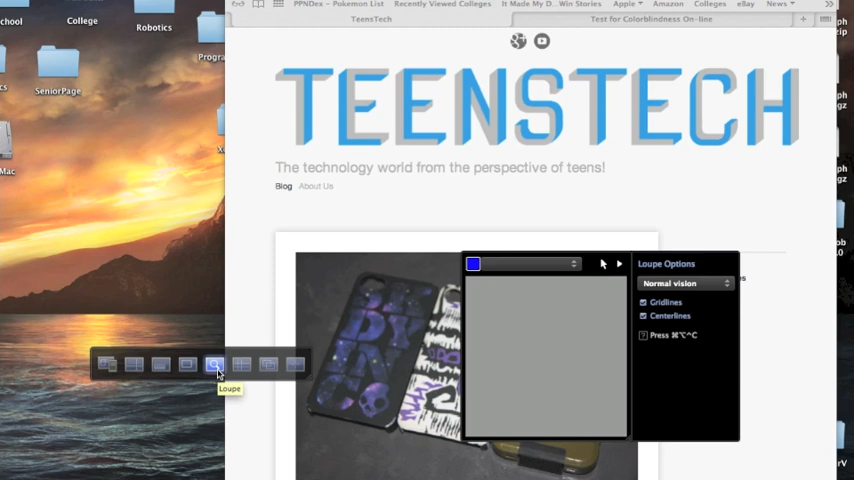 PPNDex - Pokemon List Recently Viewed Colleges It Made My D...Win Stories Apple Amazon Colleges eBay News
TeensTech Test for Colorblindness On-line
chool College Robotics
Progra
SeniorPage
Mac
TEENSTECH
The technology world from the perspective of teens!
Blog About Us
Loupe Options
Normal vision
Gridlines
Centerlines
? Press ⌘⌥^C
Loupe